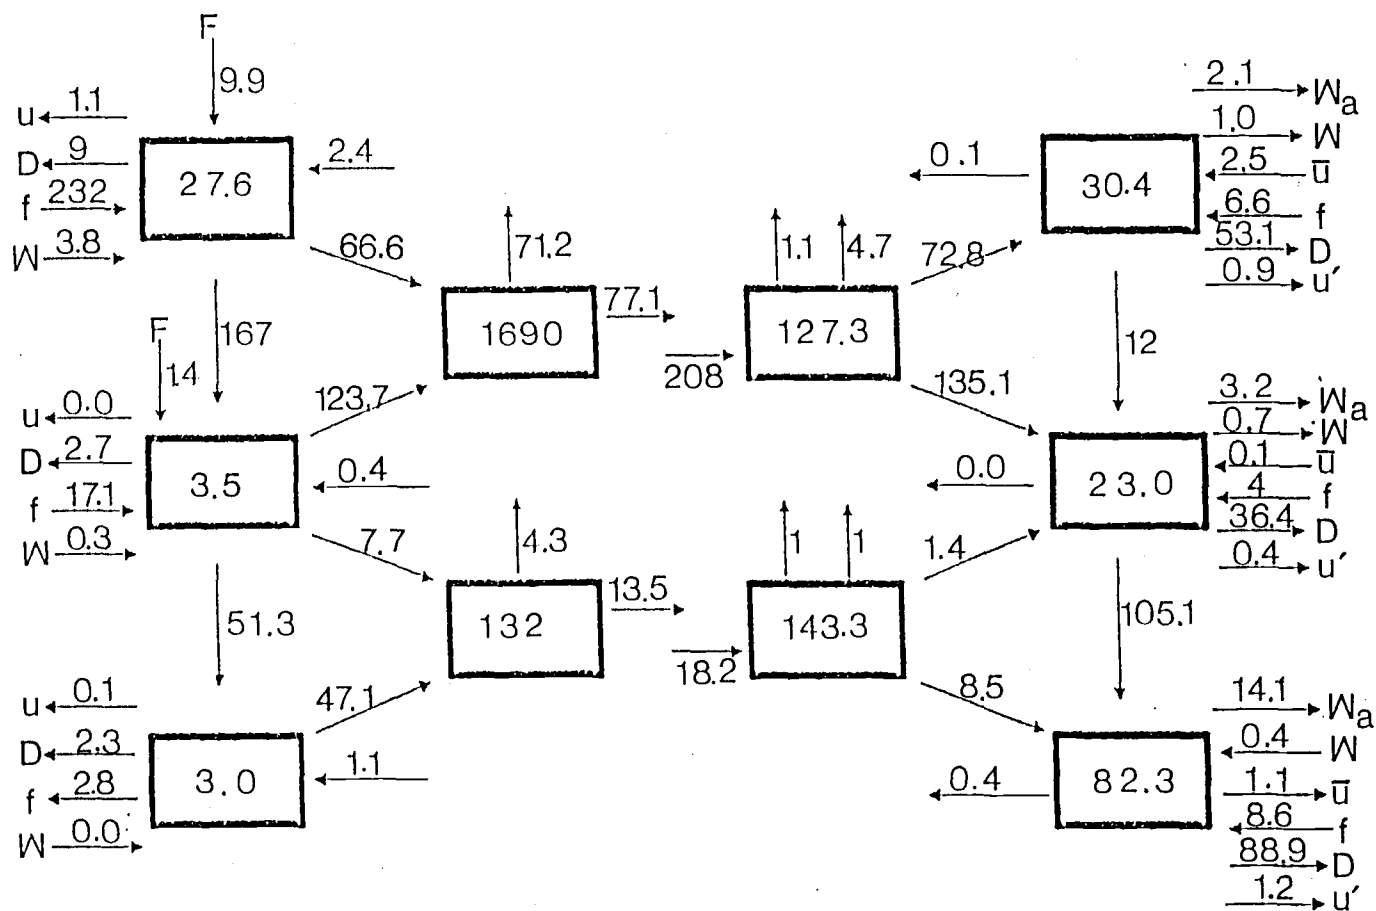 F
9.9
u 1.1
D 9
f 232
W 3.8
27.6
2.4
66.6
71.2
167
F
14
u 0.0
D 2.7
f 17.1
W 0.3
3.5
123.7
0.4
7.7
1690
77.1
4.3
51.3
u 0.1
D 2.3
f 2.8
W 0.0
3.0
47.1
1.1
132
13.5
208
127.3
1.1
4.7
72.8
135.1
0.1
30.4
2.1 Wa
1.0 W
2.5 ū
6.6 f
53.1 D
0.9 u′
12
18.2
143.3
1
1
1.4
8.5
0.0
23.0
3.2 Wa
0.7 W
0.1 ū
4 f
36.4 D
0.4 u′
105.1
0.4
82.3
14.1 Wa
0.4 W
1.1 ū
8.6 f
88.9 D
1.2 u′